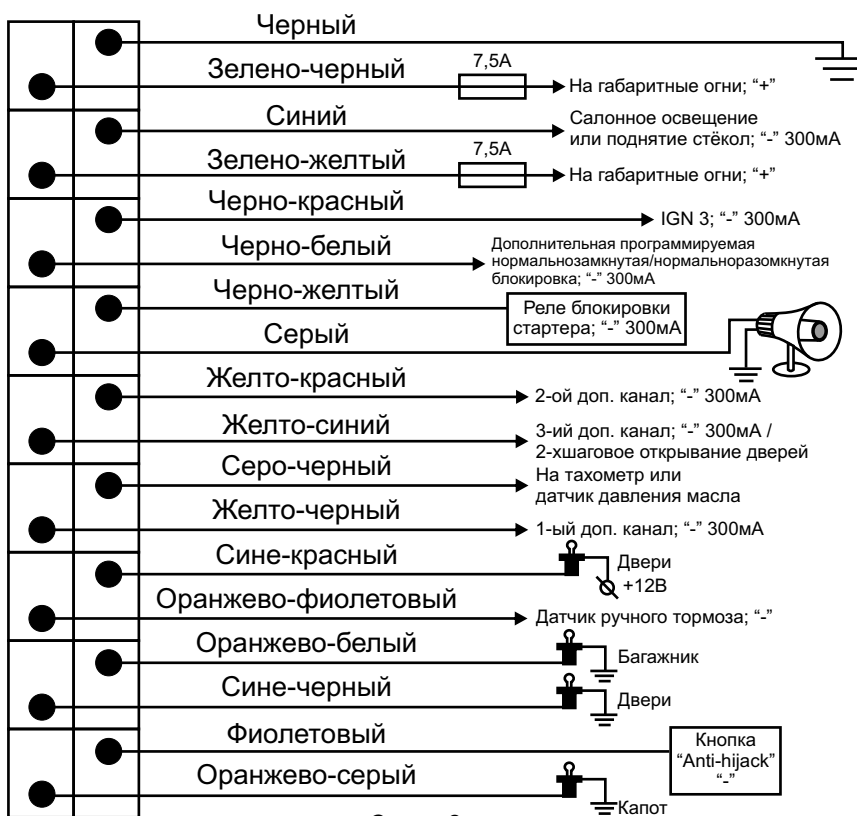 Черный
Зелено-черный
7,5А
На габаритные огни; “+”
Синий
Салонное освещение
или поднятие стёкол; “-” 300мА
Зелено-желтый
7,5А
На габаритные огни; “+”
Черно-красный
IGN 3; “-” 300мА
Черно-белый
Дополнительная программируемая
нормальнозамкнутая/нормальноразомкнутая
блокировка; “-” 300мА
Черно-желтый
Реле блокировки
стартера; “-” 300мА
Серый
Желто-красный
2-ой доп. канал; “-” 300мА
Желто-синий
3-ий доп. канал; “-” 300мА /
2-хшаговое открывание дверей
Серо-черный
На тахометр или
датчик давления масла
Желто-черный
1-ый доп. канал; “-” 300мА
Сине-красный
Двери
+12В
Оранжево-фиолетовый
Датчик ручного тормоза; “-”
Оранжево-белый
Багажник
Сине-черный
Двери
Фиолетовый
Кнопка
“Anti-hijack”
“-”
Оранжево-серый
Капот